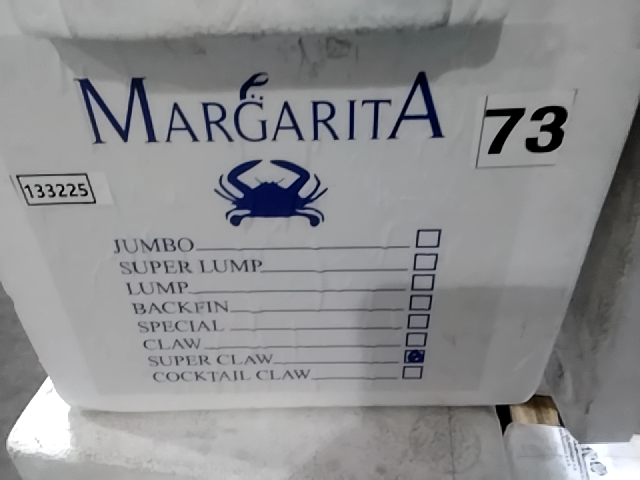 MARGARITA
73
133225
JUMBO
SUPER LUMP
LUMP
BACKFIN
SPECIAL
CLAW
SUPER CLAW
COCKTAIL CLAW